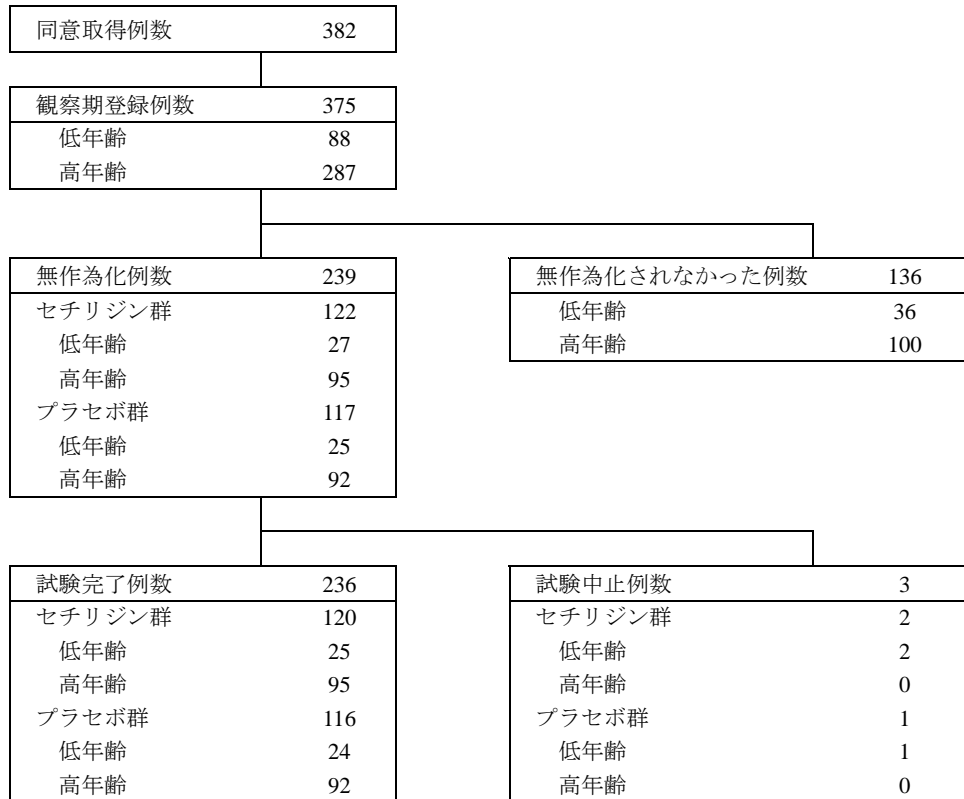 同意取得例数 382
観察期登録例数 375
低年齢 88
高年齢 287
無作為化例数 239
セチリジン群 122
低年齢 27
高年齢 95
プラセボ群 117
低年齢 25
高年齢 92
無作為化されなかった例数 136
低年齢 36
高年齢 100
試験完了例数 236
セチリジン群 120
低年齢 25
高年齢 95
プラセボ群 116
低年齢 24
高年齢 92
試験中止例数 3
セチリジン群 2
低年齢 2
高年齢 0
プラセボ群 1
低年齢 1
高年齢 0